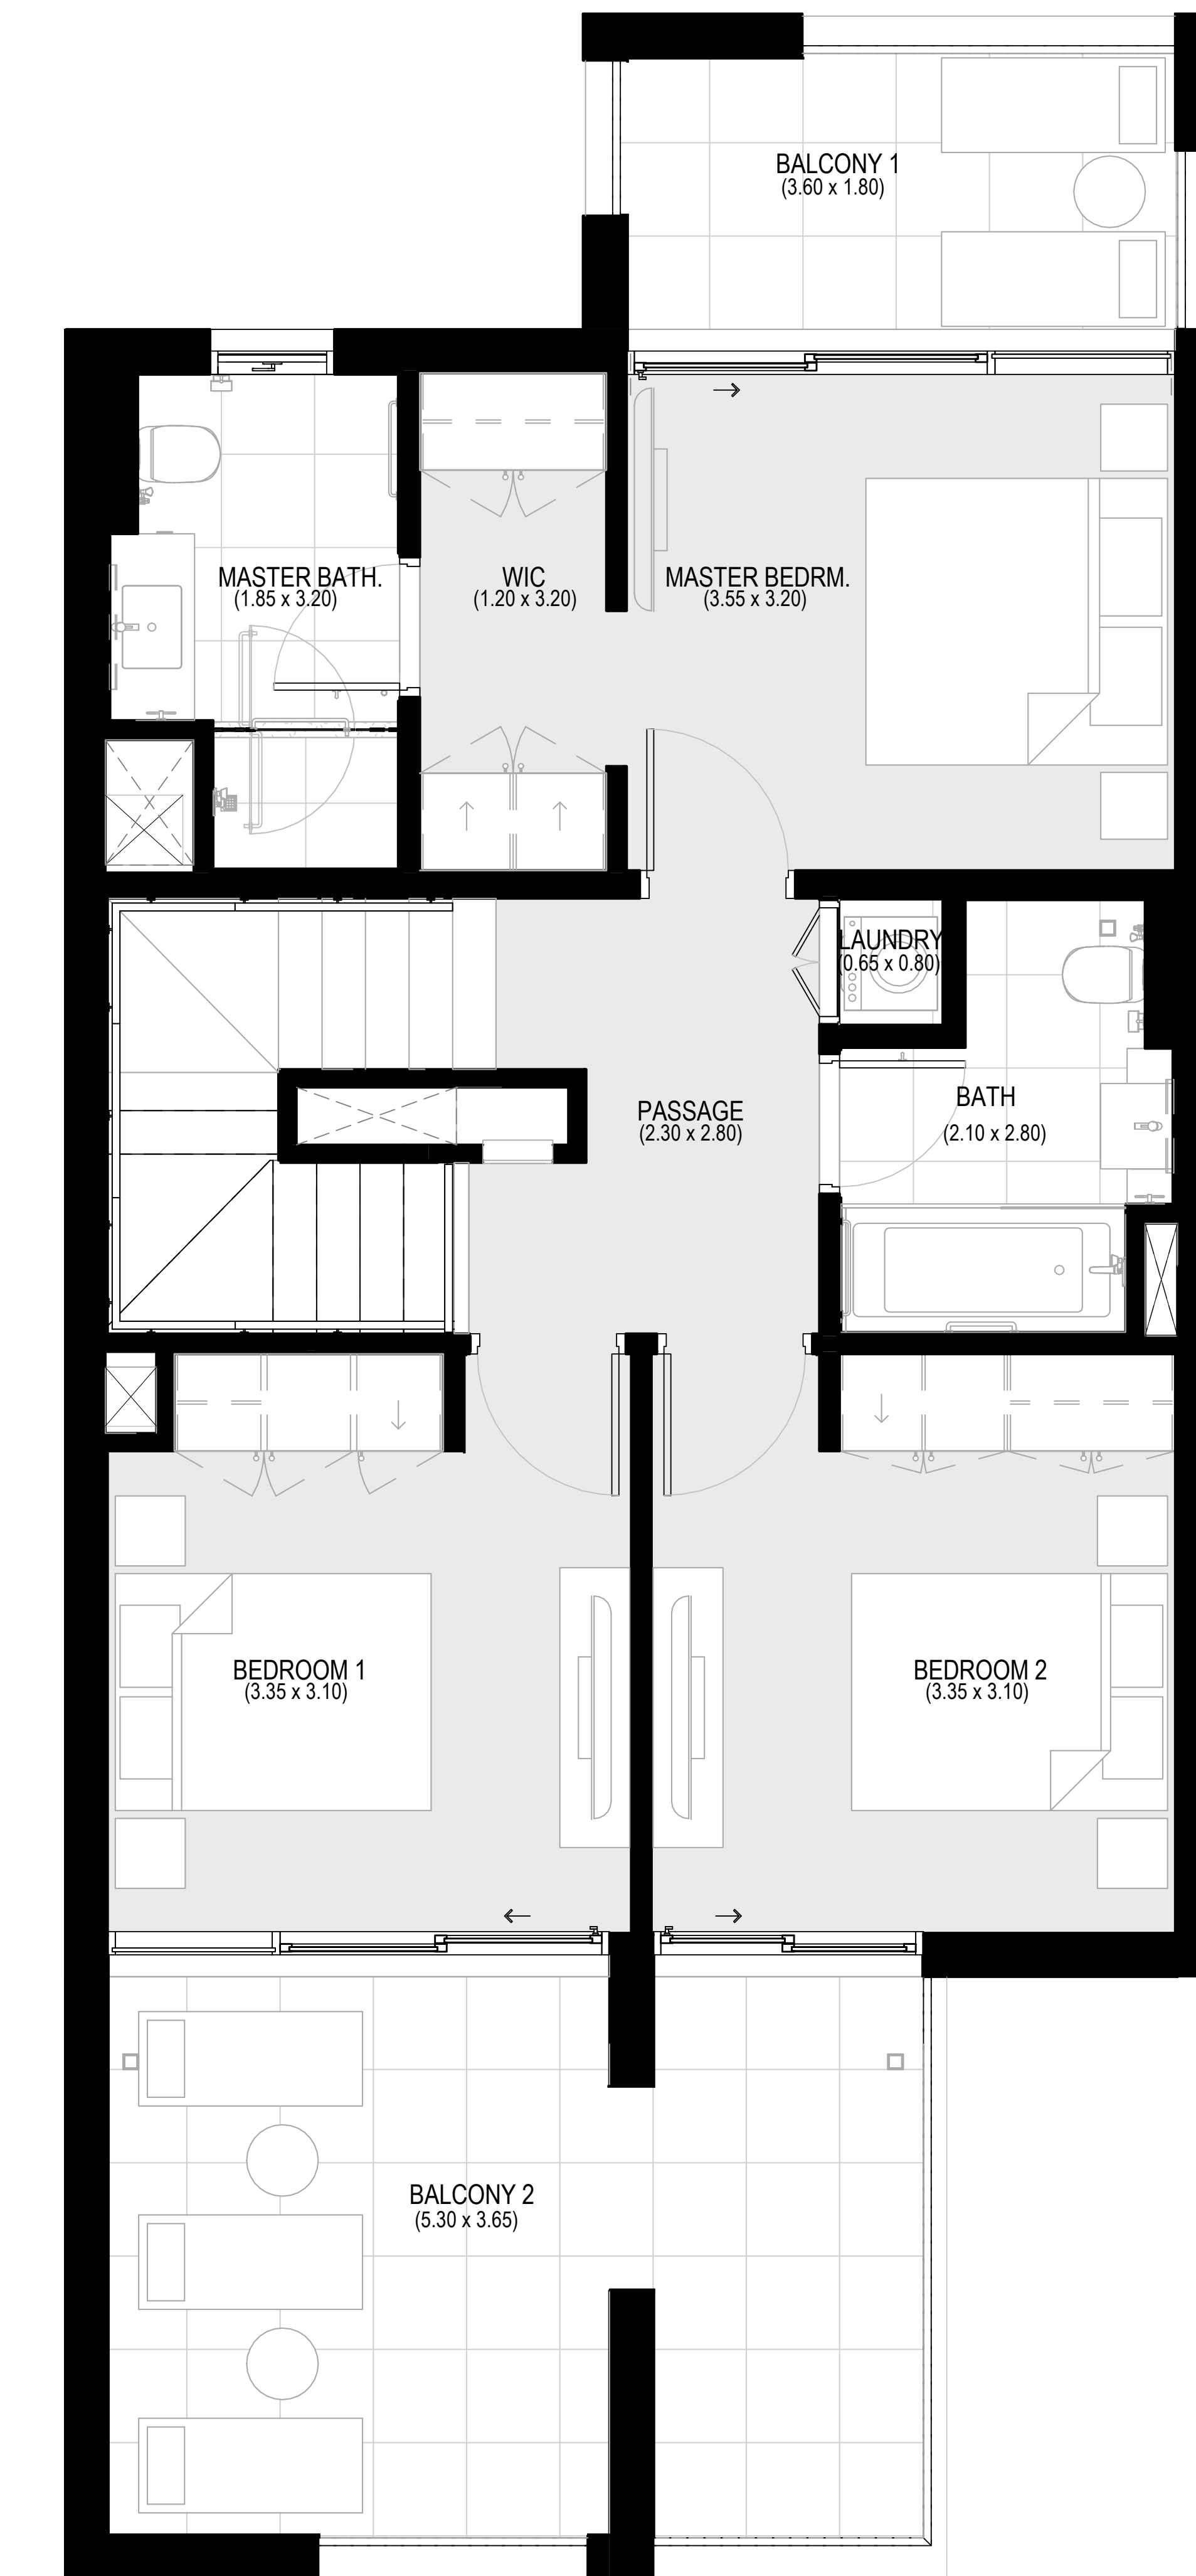 BALCONY 1
(3.60 x 1.80)
MASTER BATH.
(1.85 x 3.20)
WIC
(1.20 x 3.20)
MASTER BEDRM.
(3.55 x 3.20)
LAUNDRY
(0.65 x 0.80)
PASSAGE
(2.30 x 2.80)
BATH
(2.10 x 2.80)
BEDROOM 1
(3.35 x 3.10)
BEDROOM 2
(3.35 x 3.10)
BALCONY 2
(5.30 x 3.65)